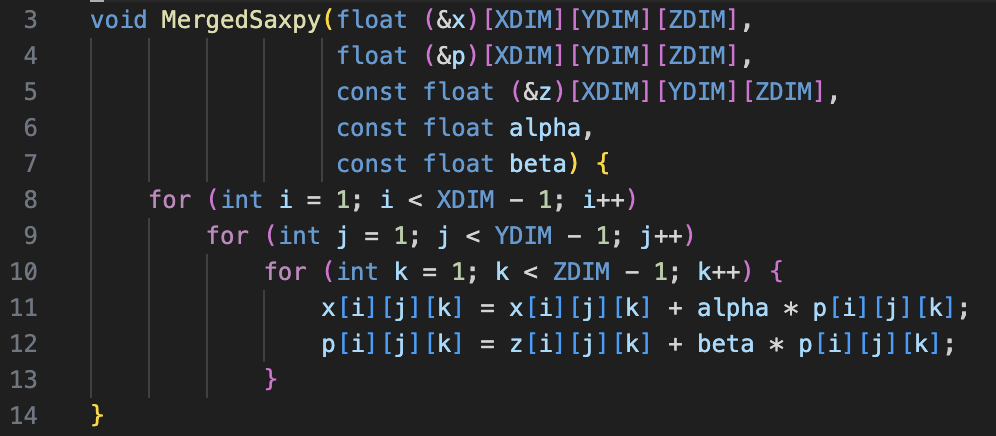 3 void MergedSaxpy(float (&x)[XDIM][YDIM][ZDIM],
4 float (&p)[XDIM][YDIM][ZDIM],
5 const float (&z)[XDIM][YDIM][ZDIM],
6 const float alpha,
7 const float beta) {
8 for (int i = 1; i < XDIM - 1; i++)
9 for (int j = 1; j < YDIM - 1; j++)
10 for (int k = 1; k < ZDIM - 1; k++) {
11 x[i][j][k] = x[i][j][k] + alpha * p[i][j][k];
12 p[i][j][k] = z[i][j][k] + beta * p[i][j][k];
13 }
14 }